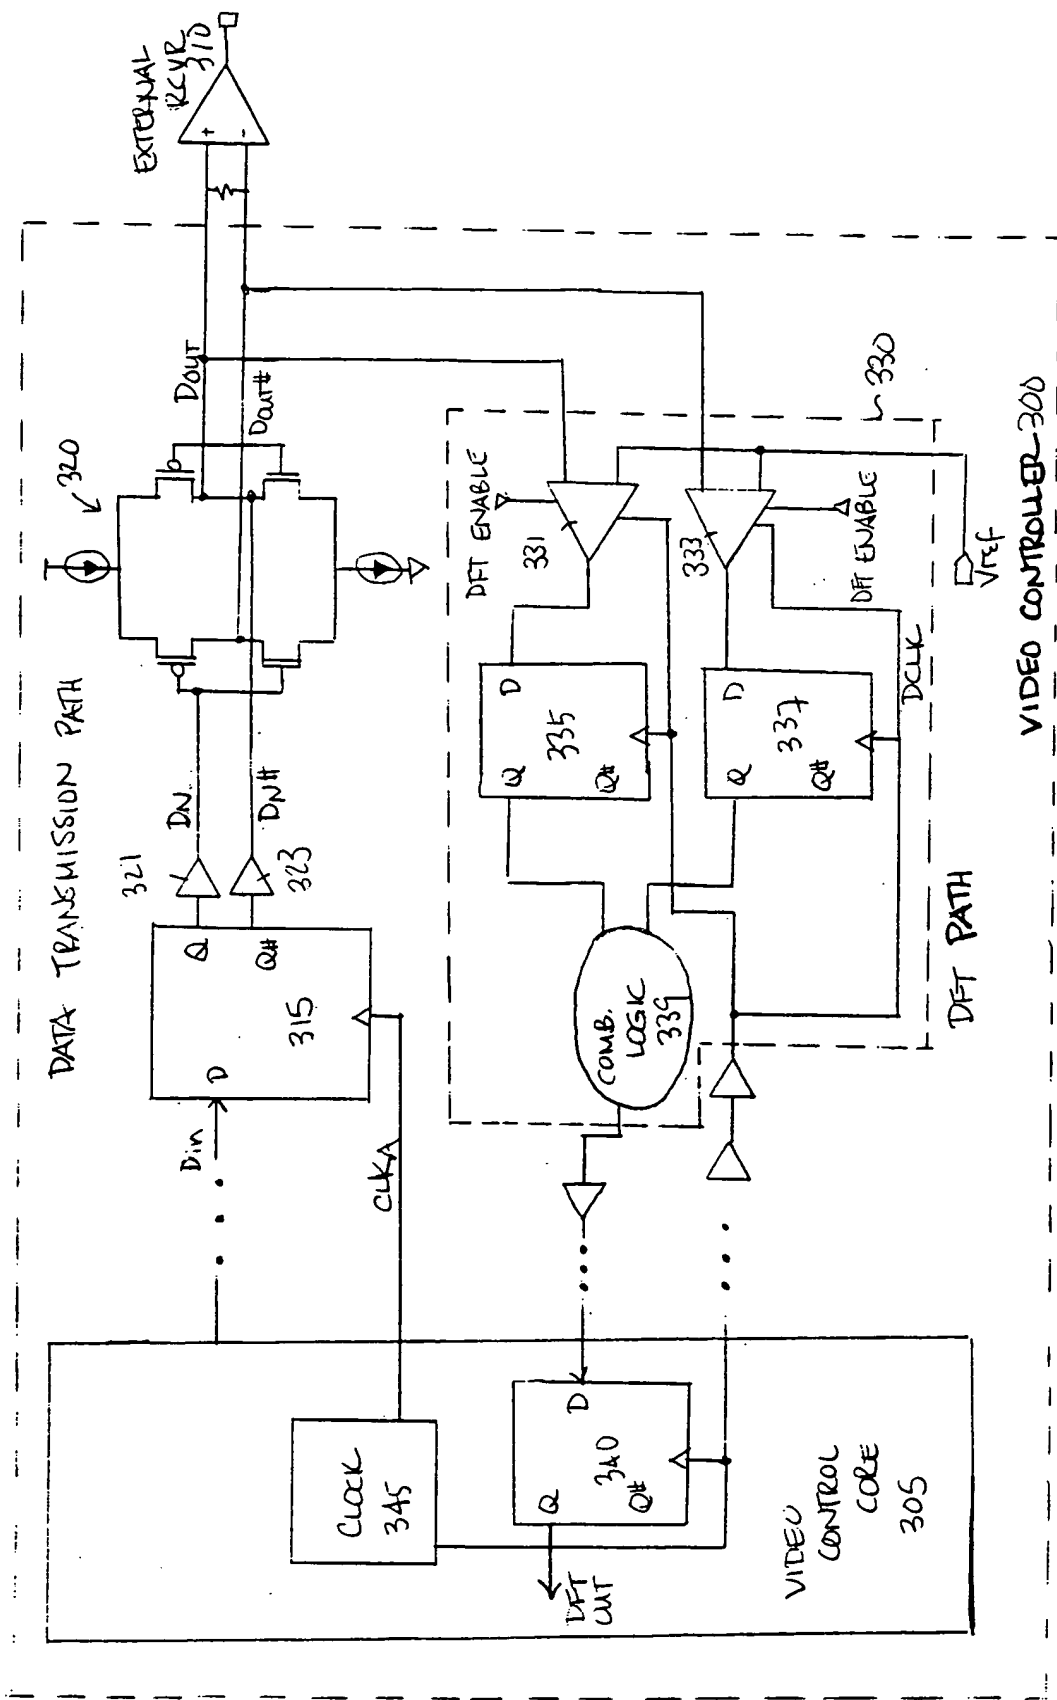 EXTERNAL
RCVR
310
+
-
DATA TRANSMISSION PATH
320
DOUT
Dout#
321
DN
DN#
323
Q
Q#
315
D
Din
CLKA
330
DFT ENABLE
331
333
DFT ENABLE
Vref
D
335
Q
Q#
D
337
Q
Q#
DCLK
COMB.
LOGIC
339
DFT PATH
CLOCK
345
D
340
Q
Q#
DFT
OUT
VIDEO
CONTROL
CORE
305
VIDEO CONTROLLER 300